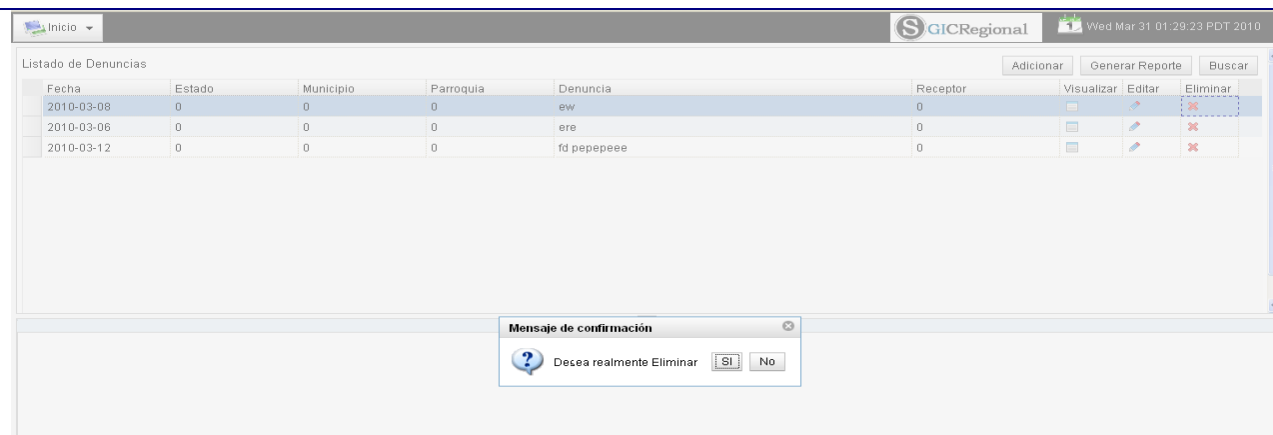 Inicio
SGICRegional
1
Wed Mar 31 01:29:23 PDT 2010
Listado de Denuncias
Adicionar Generar Reporte Buscar
Fecha Estado Municipio Parroquia Denuncia Receptor Visualizar Editar Eliminar
2010-03-08 0 0 0 ew 0
2010-03-06 0 0 0 ere 0
2010-03-12 0 0 0 fd pepepeee 0
Mensaje de confirmación
Desea realmente Eliminar SI No